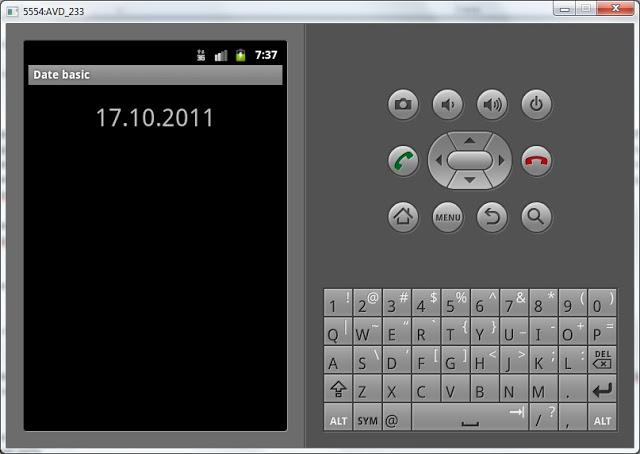 5554:AVD_233
3G 7:37
Date basic
17.10.2011
MENU
1 ! 2 @ 3 # 4 $ 5 % 6 ^ 7 & 8 * 9 ( 0 )
Q | W ~ E " R ` T { Y } U _ I - O + P =
A S \ D ' F [ G ] H < J > K ; L : DEL
Z X C V B N M .
ALT SYM @ / ? , ALT